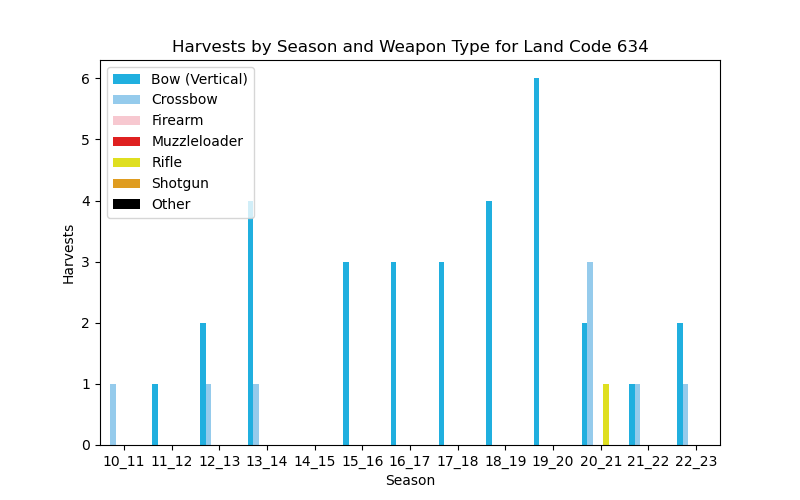 Harvests by Season and Weapon Type for Land Code 634
Bow (Vertical)
Crossbow
Firearm
Muzzleloader
Rifle
Shotgun
Other
Harvests
6
5
4
3
2
1
0
10_11 11_12 12_13 13_14 14_15 15_16 16_17 17_18 18_19 19_20 20_21 21_22 22_23
Season